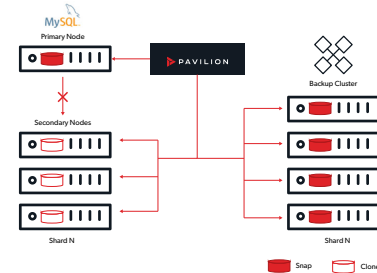 MySQL
Primary Node
PAVILION
Backup Cluster
Secondary Nodes
Shard N
Shard N
Snap
Clone